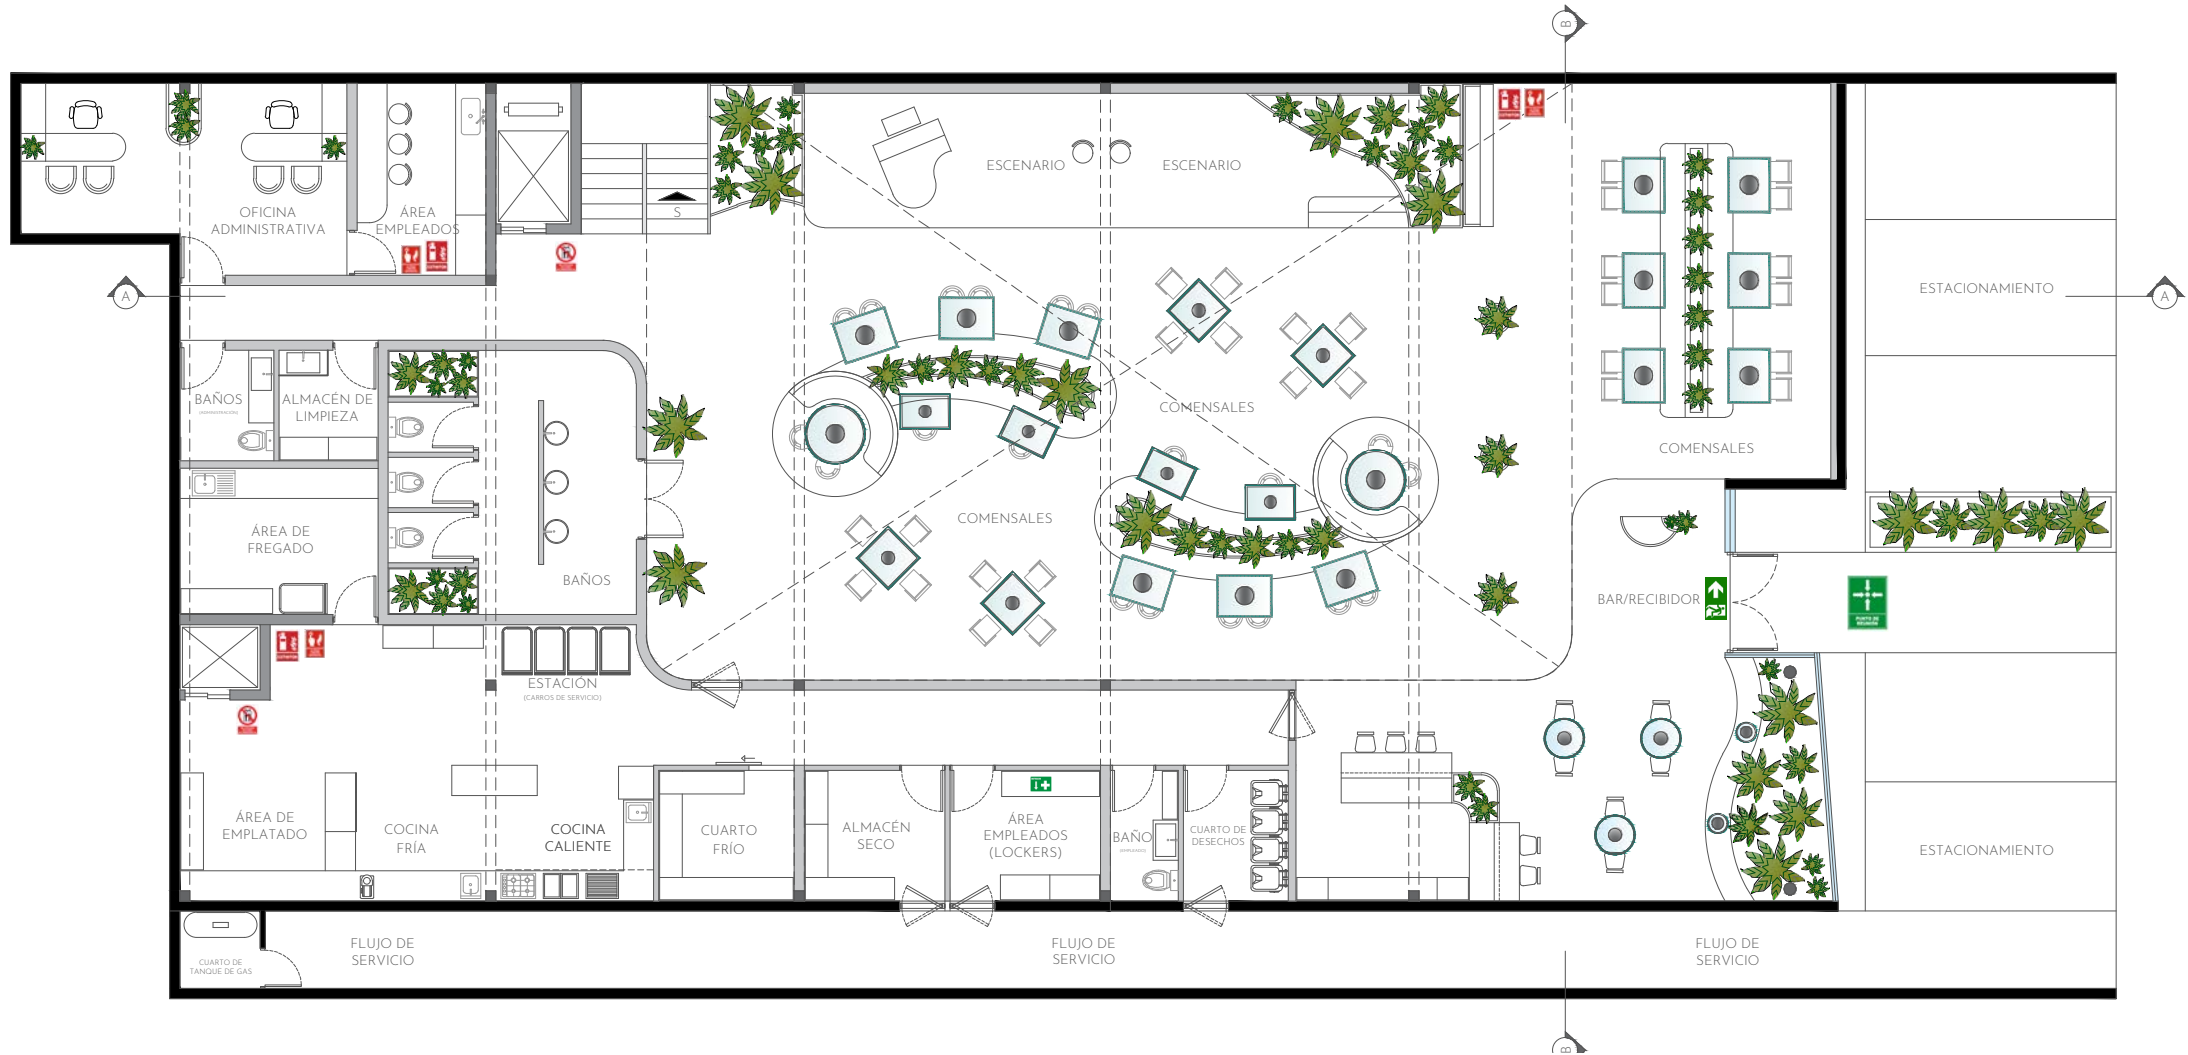 B
ESCENARIO
ESCENARIO
OFICINA
ADMINISTRATIVA
ÁREA
EMPLEADOS
S
A
ESTACIONAMIENTO
A
BAÑOS
ALMACÉN DE
LIMPIEZA
COMENSALES
COMENSALES
COMENSALES
ÁREA DE
FREGADO
BAÑOS
BAR/RECIBIDOR
PUNTO DE
REUNIÓN
ESTACIÓN
(CARROS DE SERVICIO)
ÁREA DE
EMPLATADO
COCINA
FRÍA
COCINA
CALIENTE
CUARTO
FRÍO
ALMACÉN
SECO
ÁREA
EMPLEADOS
(LOCKERS)
BAÑO
CUARTO DE
DESECHOS
ESTACIONAMIENTO
FLUJO DE
SERVICIO
FLUJO DE
SERVICIO
FLUJO DE
SERVICIO
CUARTO DE
TANQUE DE GAS
B